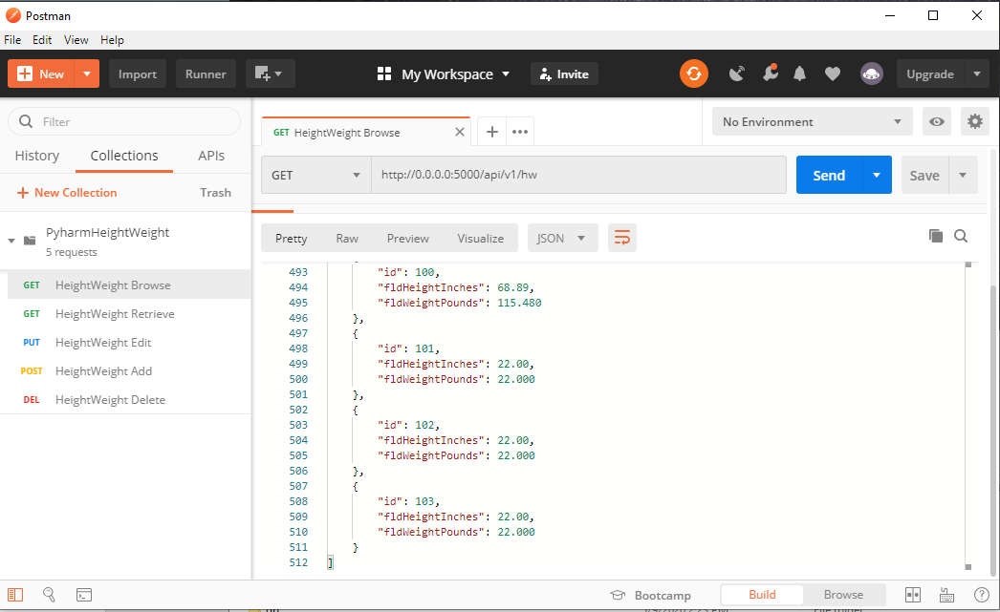 Postman
File Edit View Help
New Import Runner My Workspace Invite Upgrade
Filter
History Collections APIs
New Collection Trash
PyharmHeightWeight
5 requests
GET HeightWeight Browse
GET HeightWeight Retrieve
PUT HeightWeight Edit
POST HeightWeight Add
DEL HeightWeight Delete
GET HeightWeight Browse
No Environment
GET http://0.0.0.0:5000/api/v1/hw Send Save
Pretty Raw Preview Visualize JSON
493 "id": 100,
494 "fldHeightInches": 68.89,
495 "fldWeightPounds": 115.480
496 },
497 {
498 "id": 101,
499 "fldHeightInches": 22.00,
500 "fldWeightPounds": 22.000
501 },
502 {
503 "id": 102,
504 "fldHeightInches": 22.00,
505 "fldWeightPounds": 22.000
506 },
507 {
508 "id": 103,
509 "fldHeightInches": 22.00,
510 "fldWeightPounds": 22.000
511 }
512 ]
Bootcamp Build Browse